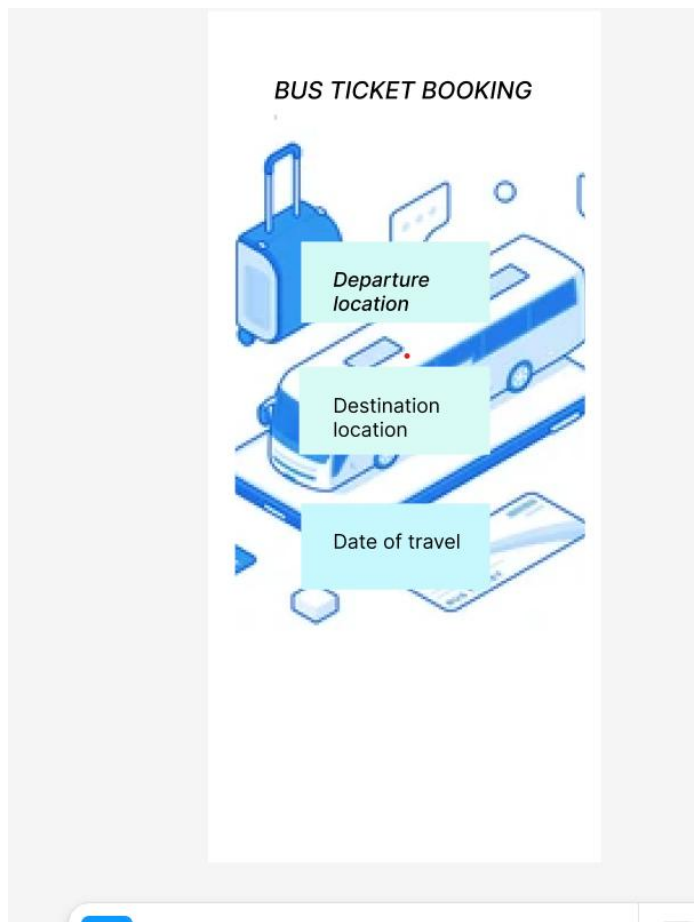 BUS TICKET BOOKING
Departure
location
Destination
location
Date of travel